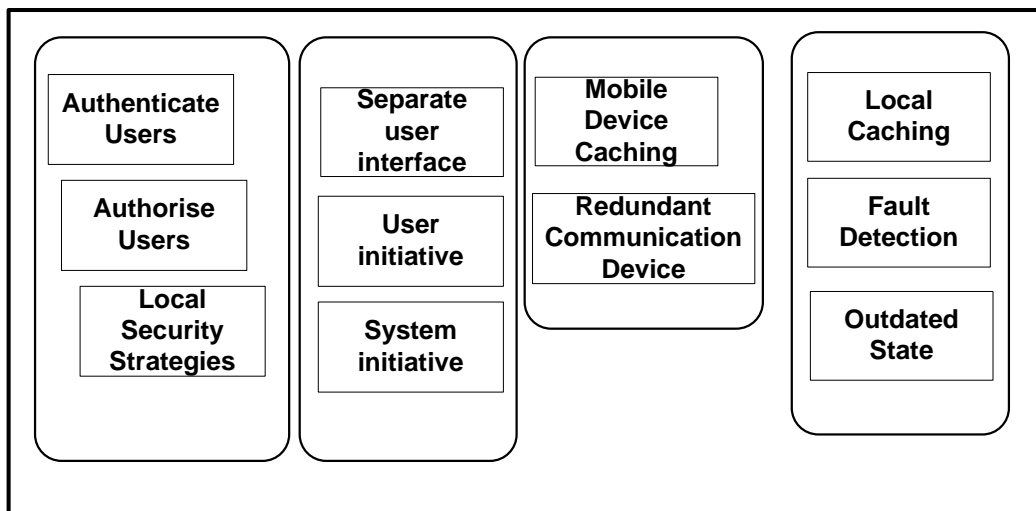 Authenticate
Users
Authorise
Users
Local
Security
Strategies
Separate
user
interface
User
initiative
System
initiative
Mobile
Device
Caching
Redundant
Communication
Device
Local
Caching
Fault
Detection
Outdated
State